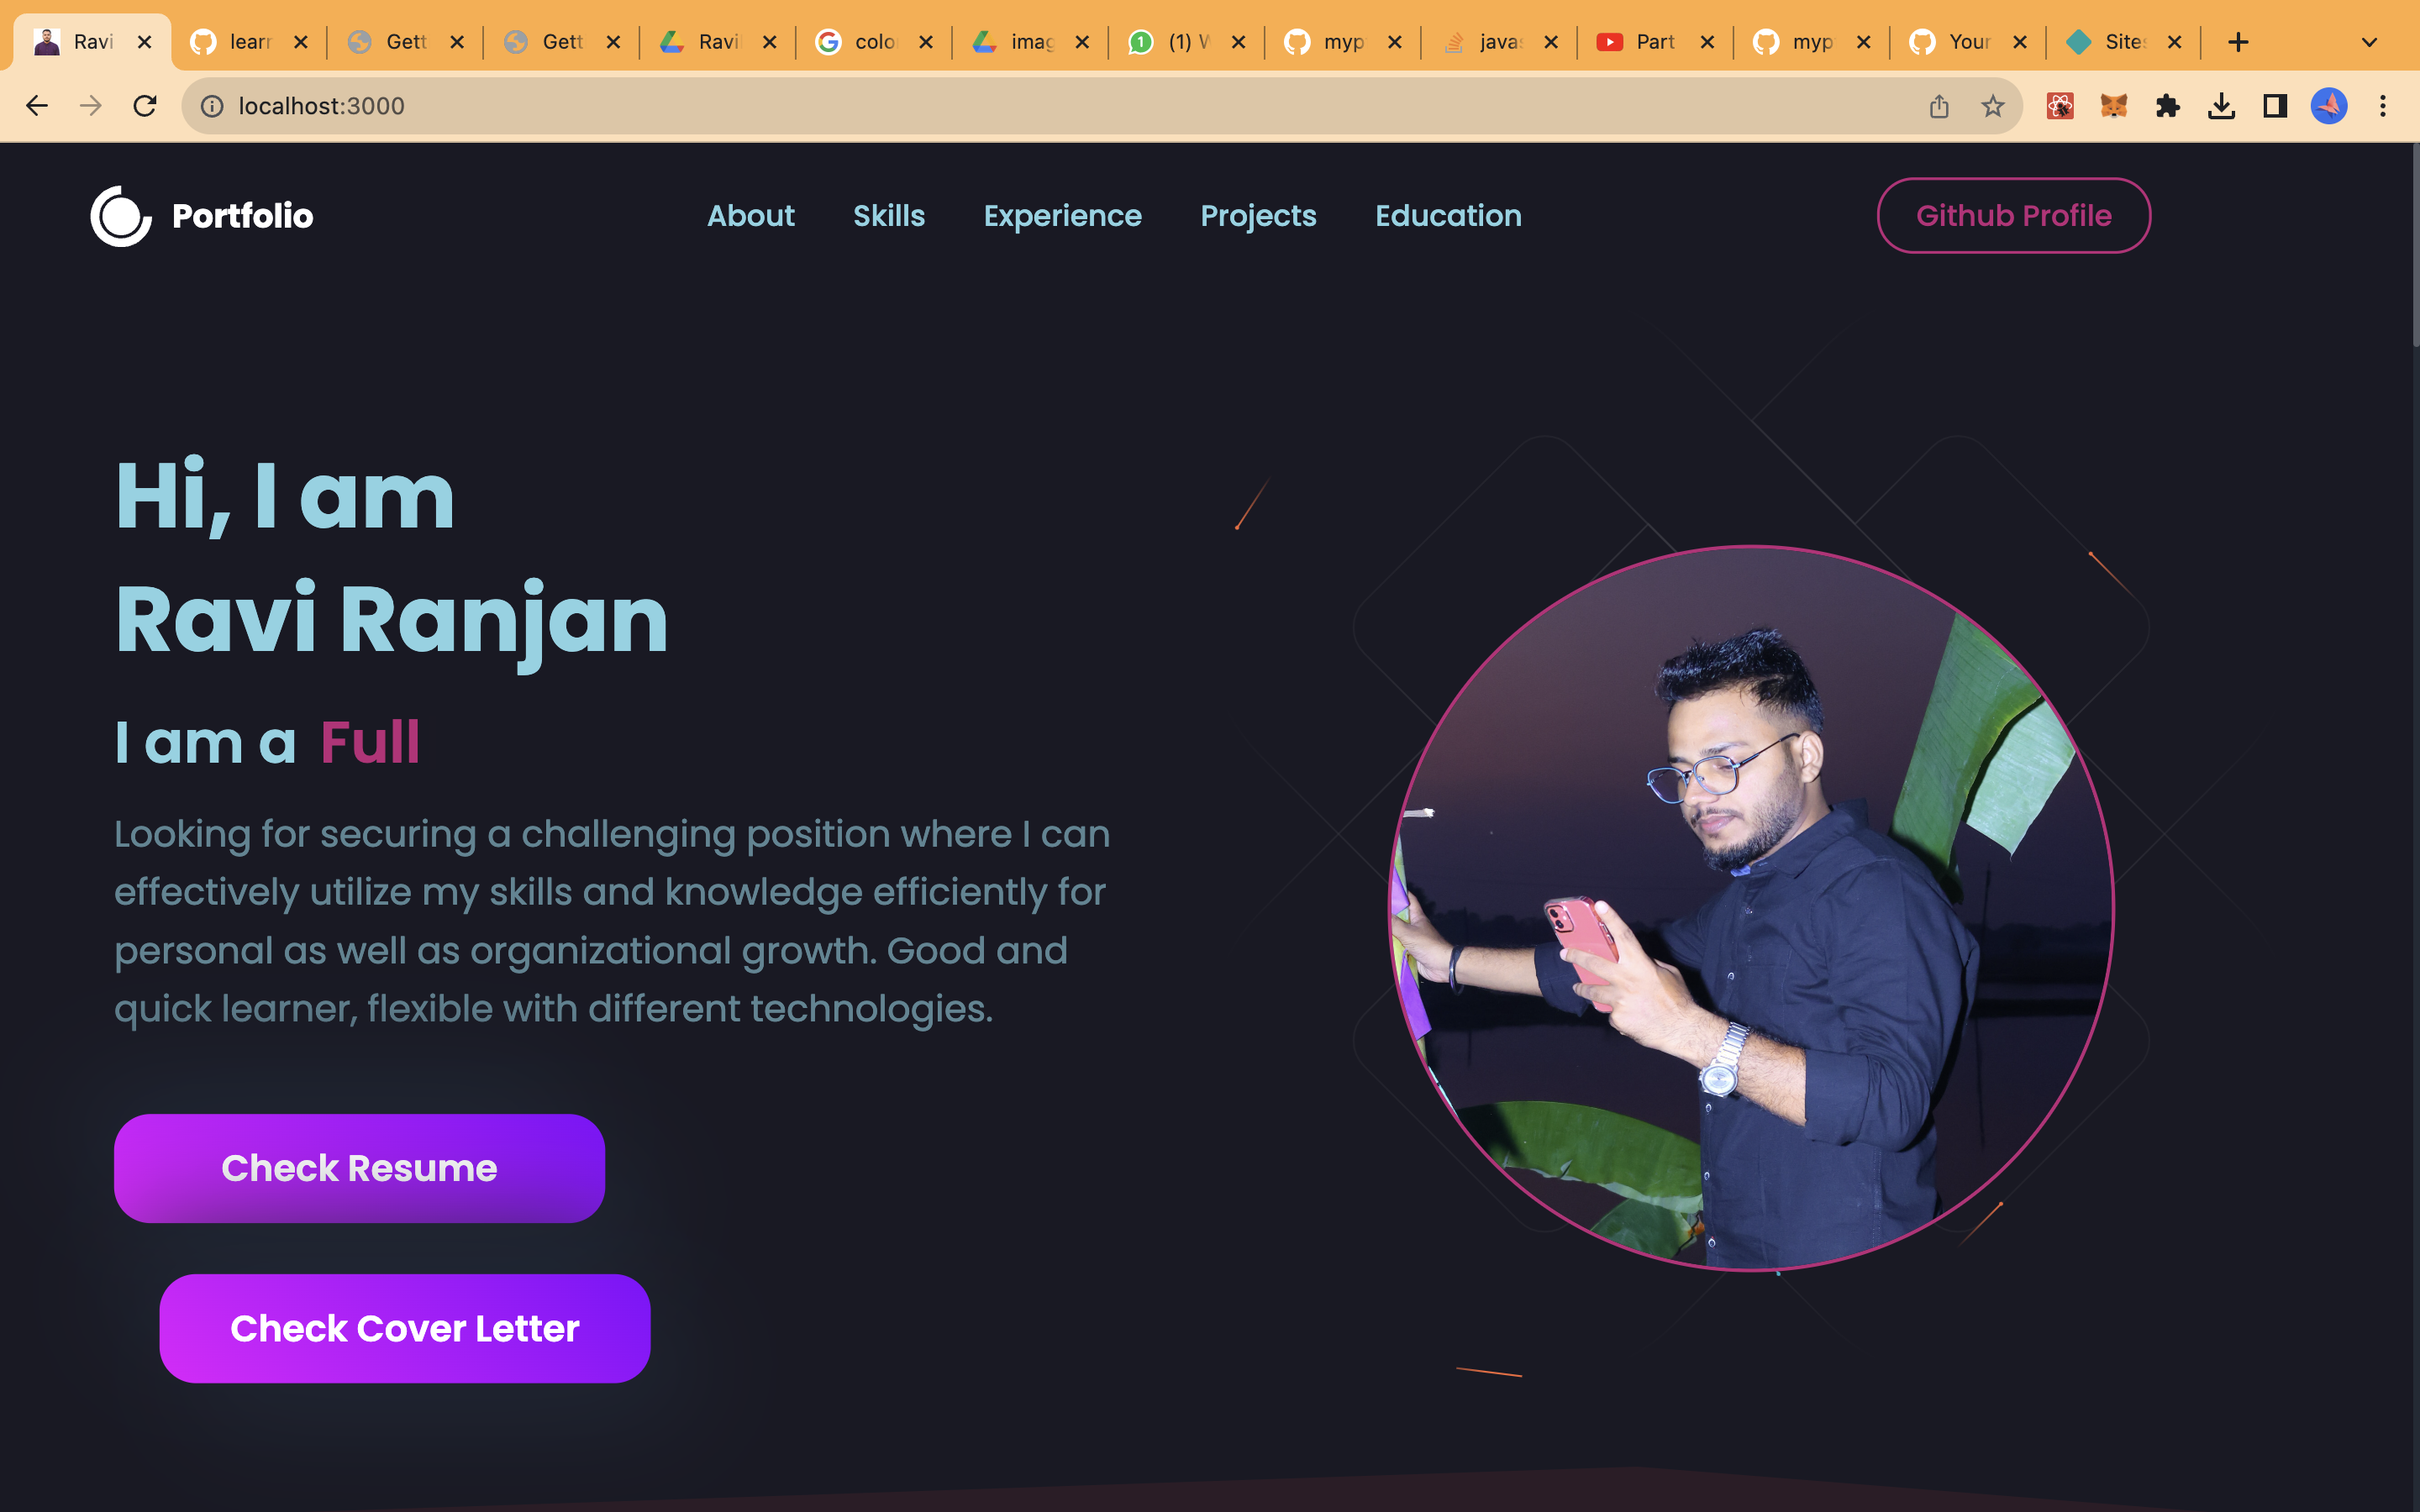 Ravi
learn
Gett
Gett
Ravi
colo
imag
(1) W
myp
javas
Part
myp
Your
Sites
localhost:3000
Portfolio
About Skills Experience Projects Education
Github Profile
Hi, I am
Ravi Ranjan
I am a Full
Looking for securing a challenging position where I can
effectively utilize my skills and knowledge efficiently for
personal as well as organizational growth. Good and
quick learner, flexible with different technologies.
Check Resume
Check Cover Letter